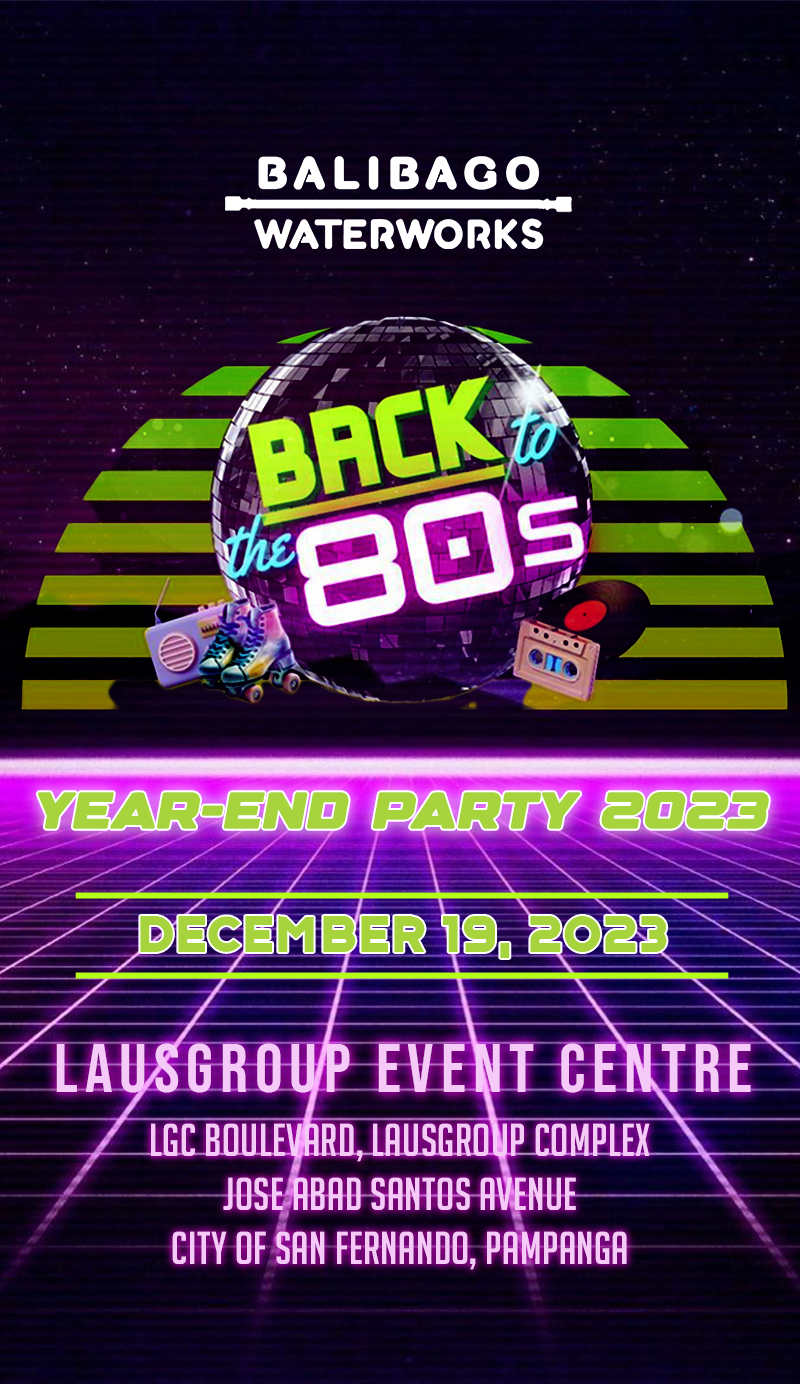 BALIBAGO
WATERWORKS
BACK to
the 80s
YEAR-END PARTY 2023
DECEMBER 19, 2023
LAUSGROUP EVENT CENTRE
LGC BOULEVARD, LAUSGROUP COMPLEX
JOSE ABAD SANTOS AVENUE
CITY OF SAN FERNANDO, PAMPANGA